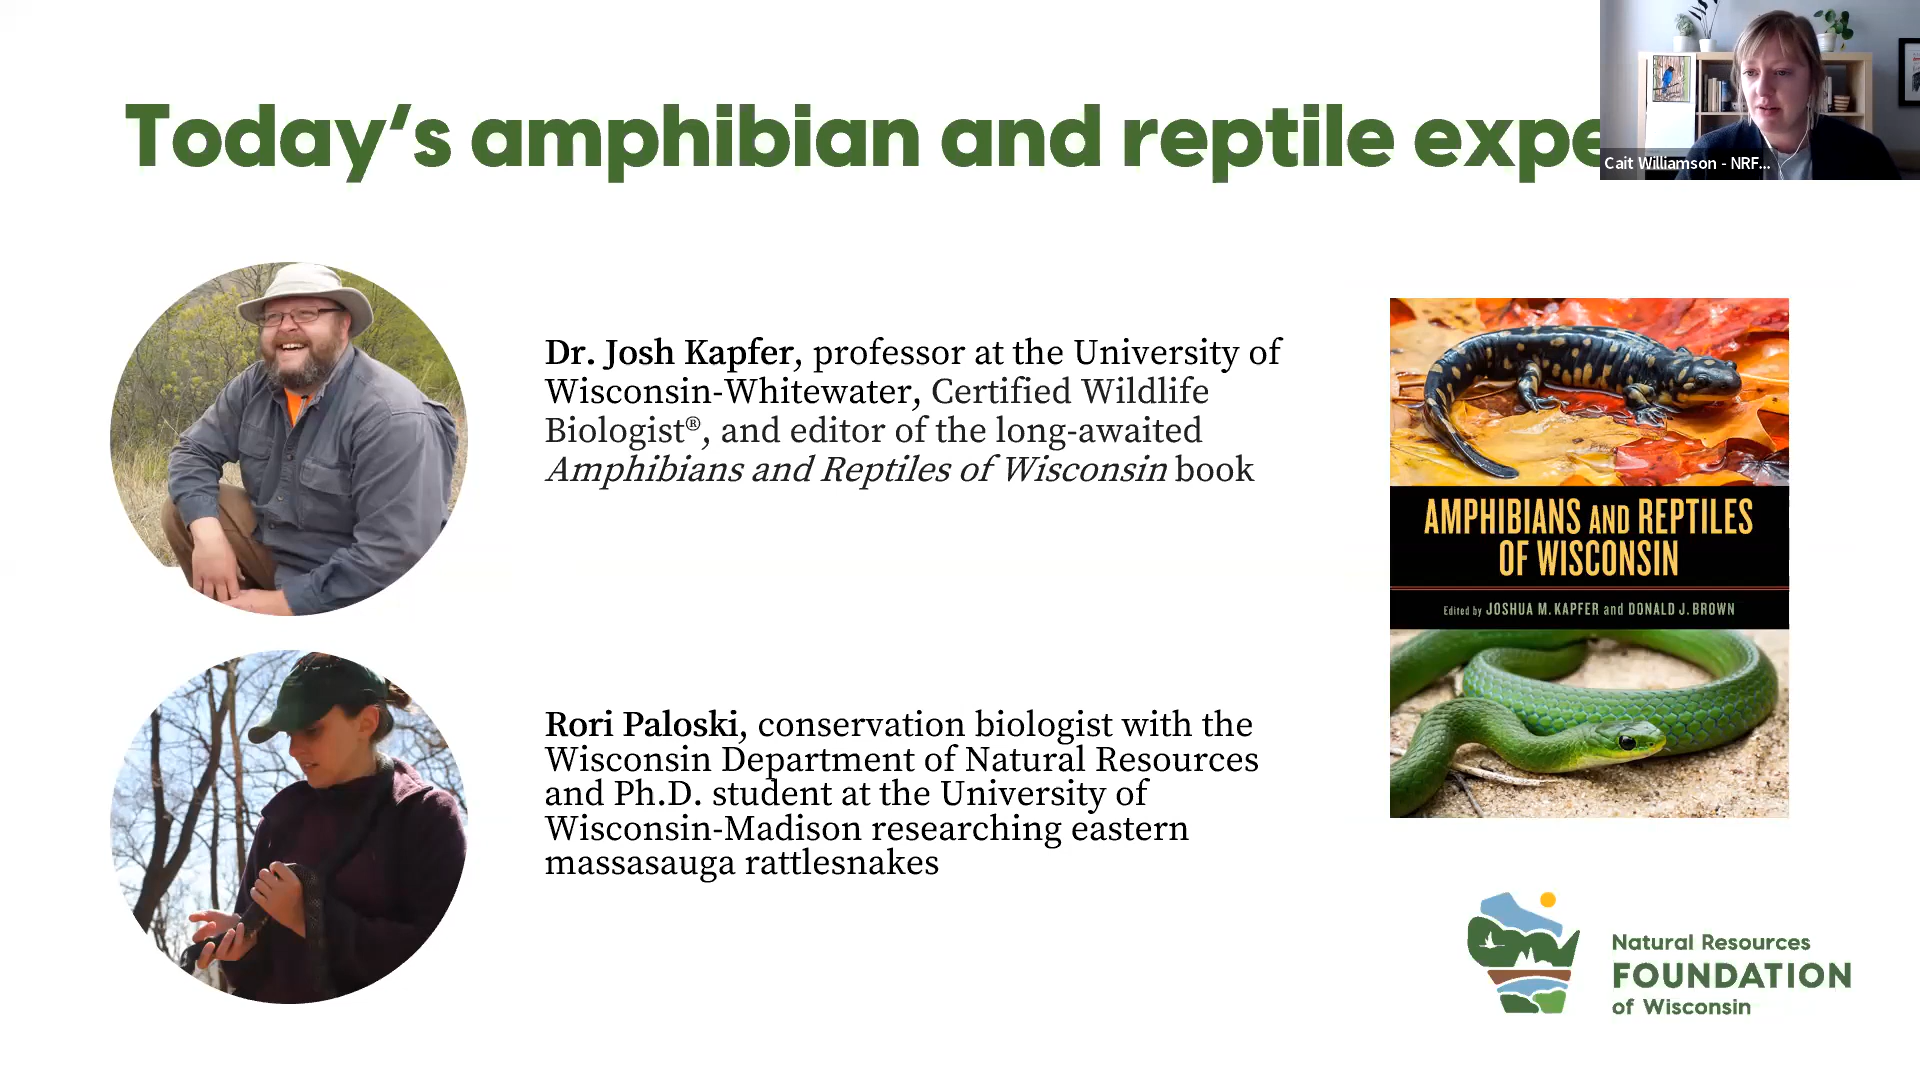 Today's amphibian and reptile expe
Cait Williamson - NRF...
Dr. Josh Kapfer, professor at the University of
Wisconsin-Whitewater, Certified Wildlife
Biologist®, and editor of the long-awaited
Amphibians and Reptiles of Wisconsin book
AMPHIBIANS AND REPTILES
OF WISCONSIN
Edited by JOSHUA M. KAPFER and DONALD J. BROWN
Rori Paloski, conservation biologist with the
Wisconsin Department of Natural Resources
and Ph.D. student at the University of
Wisconsin-Madison researching eastern
massasauga rattlesnakes
Natural Resources
FOUNDATION
of Wisconsin